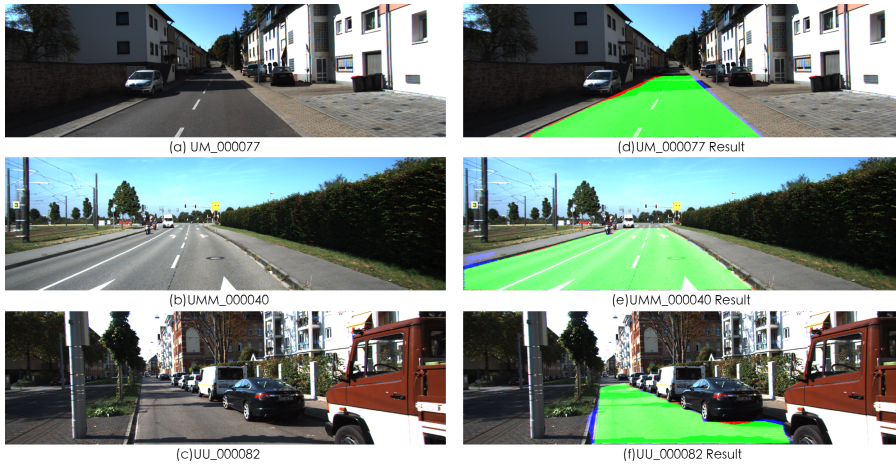 (a) UM_000077
(d)UM_000077 Result
(b)UMM_000040
(e)UMM_000040 Result
(c)UU_000082
(f)UU_000082 Result